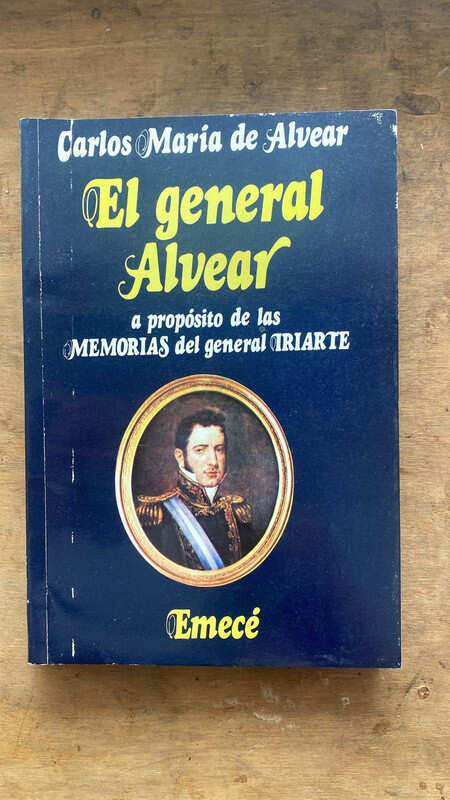 Carlos María de Alvear
El general
Alvear
a propósito de las
MEMORIAS del general IRIARTE
Emecé